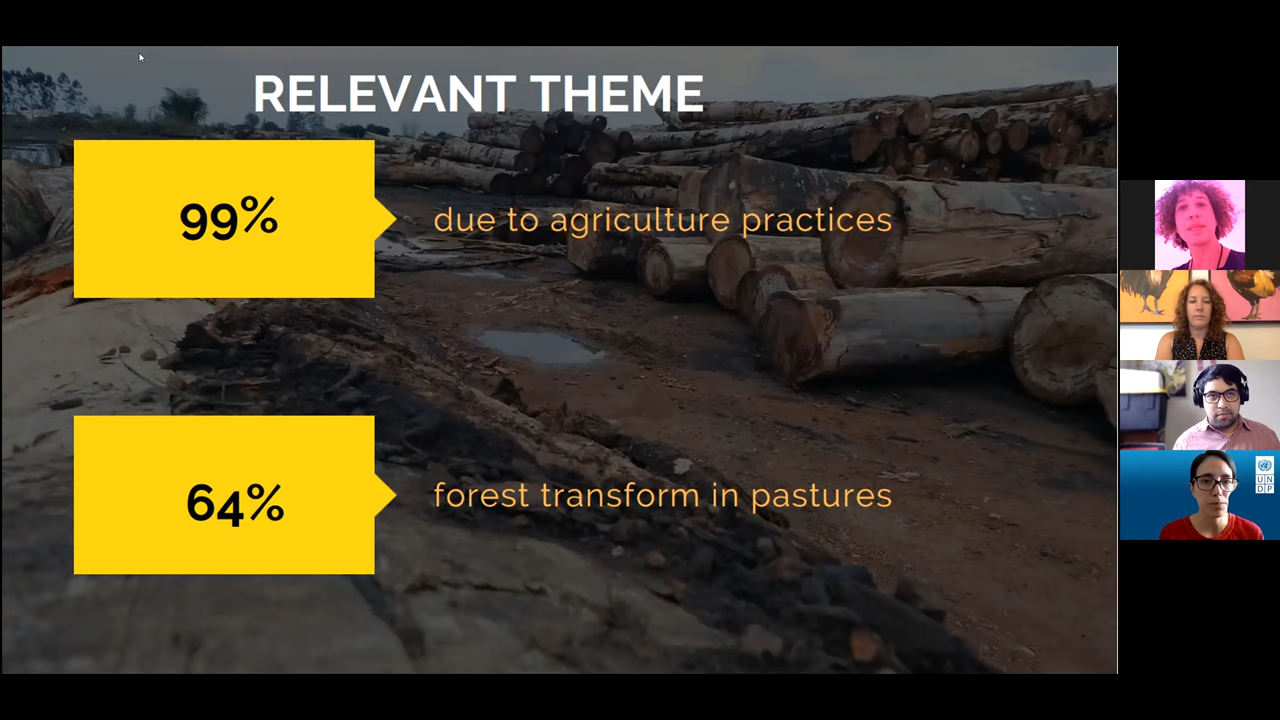 RELEVANT THEME
99%
due to agriculture practices
64%
forest transform in pastures
U N
D P